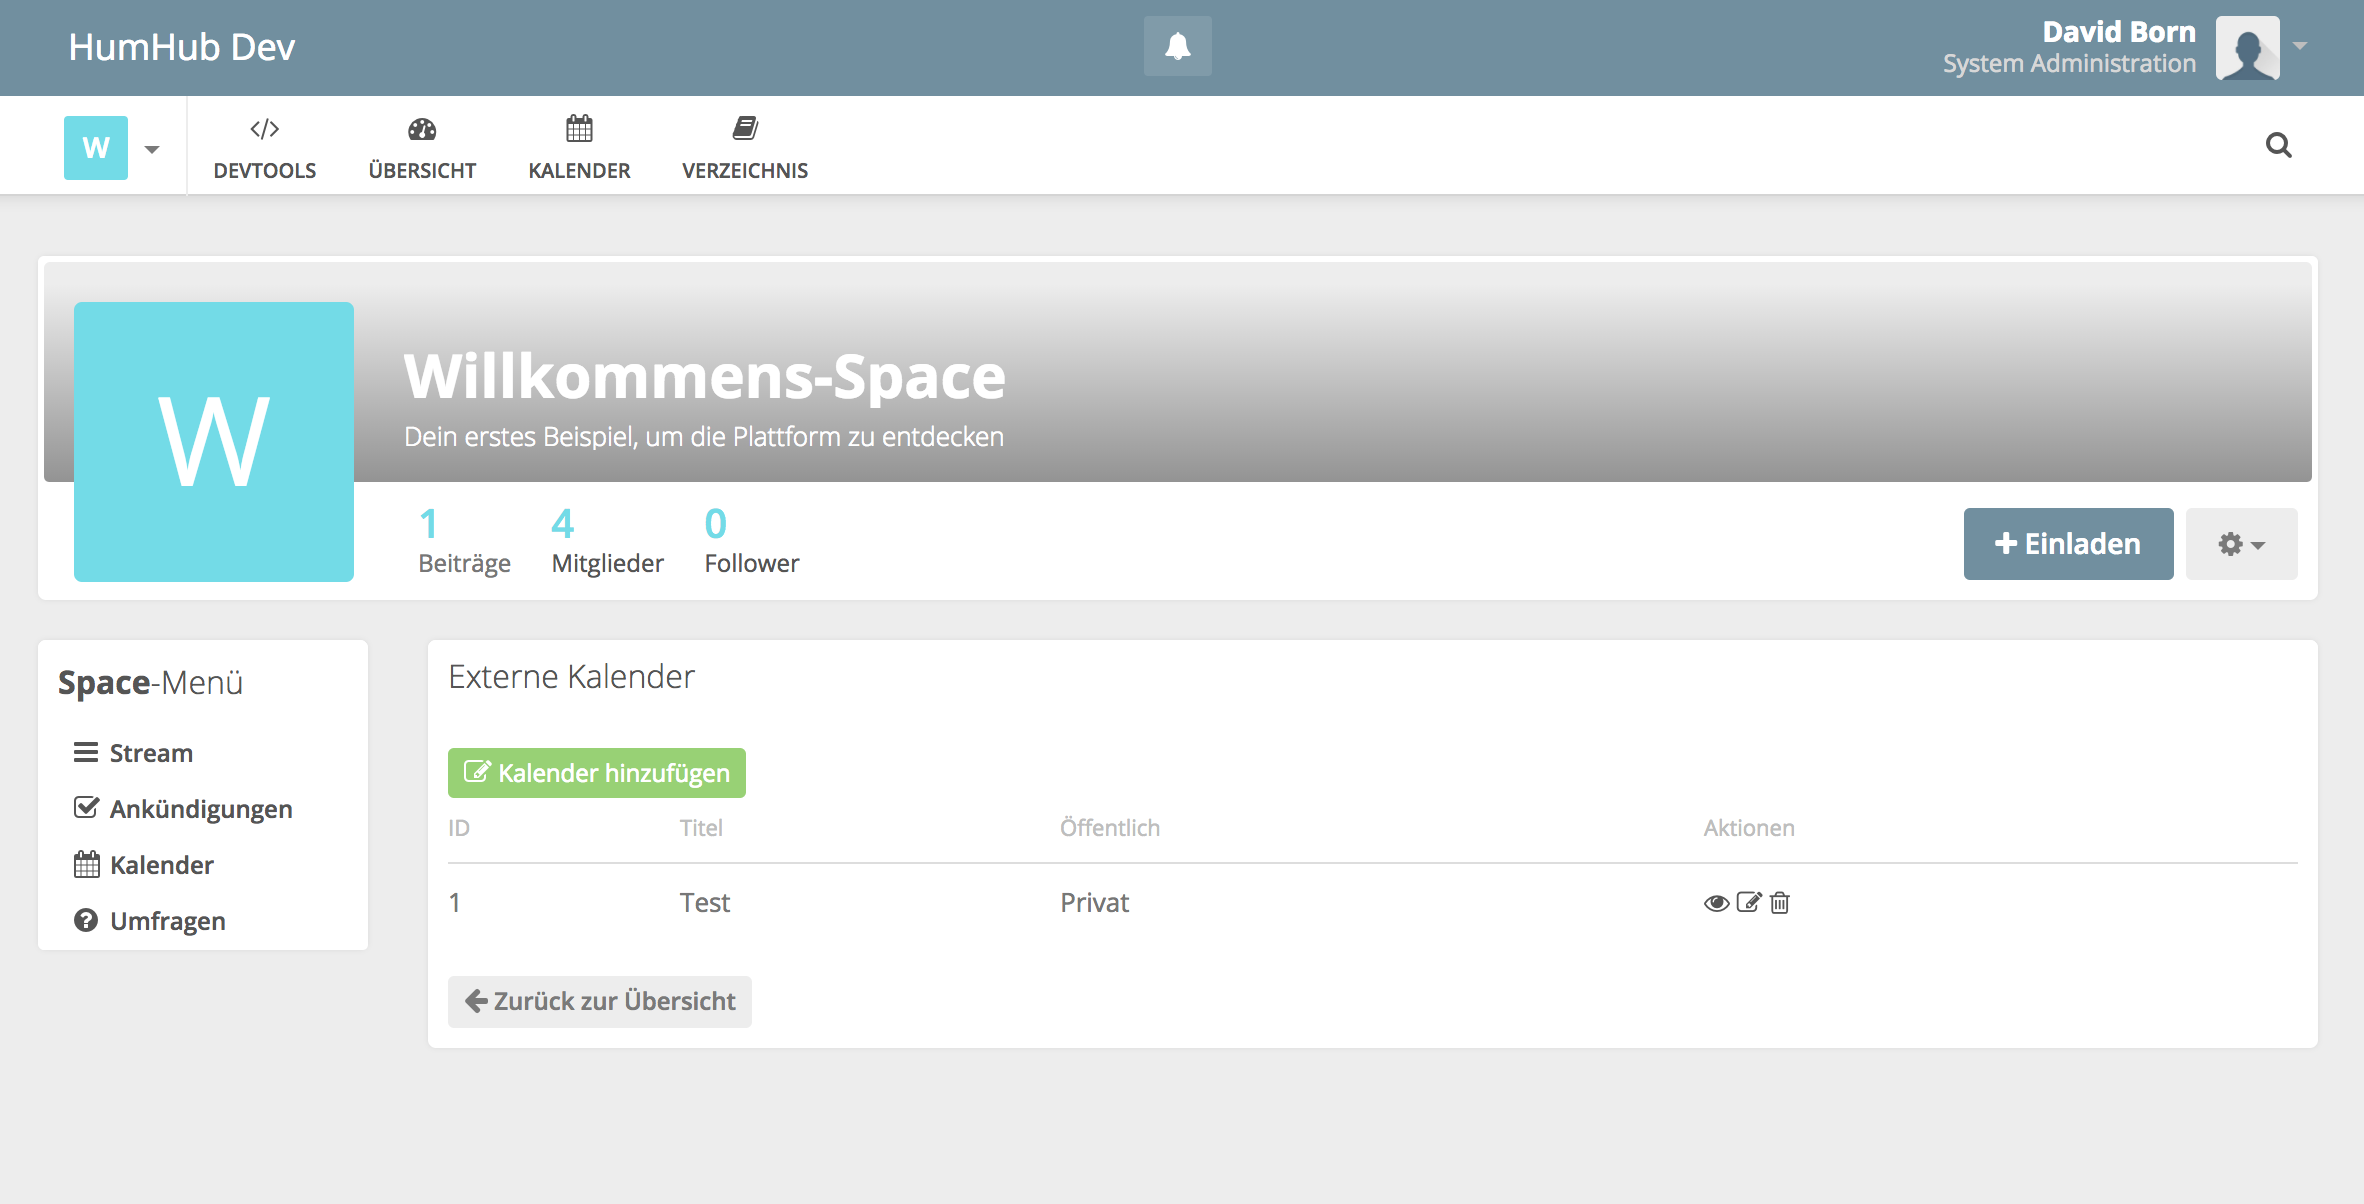 HumHub Dev
David Born
System Administration
W
DEVTOOLS
ÜBERSICHT
KALENDER
VERZEICHNIS
W
Willkommens-Space
Dein erstes Beispiel, um die Plattform zu entdecken
1 4 0
Beiträge Mitglieder Follower
Einladen
Space-Menü
Stream
Ankündigungen
Kalender
Umfragen
Externe Kalender
Kalender hinzufügen
ID Titel Öffentlich Aktionen
1 Test Privat
Zurück zur Übersicht